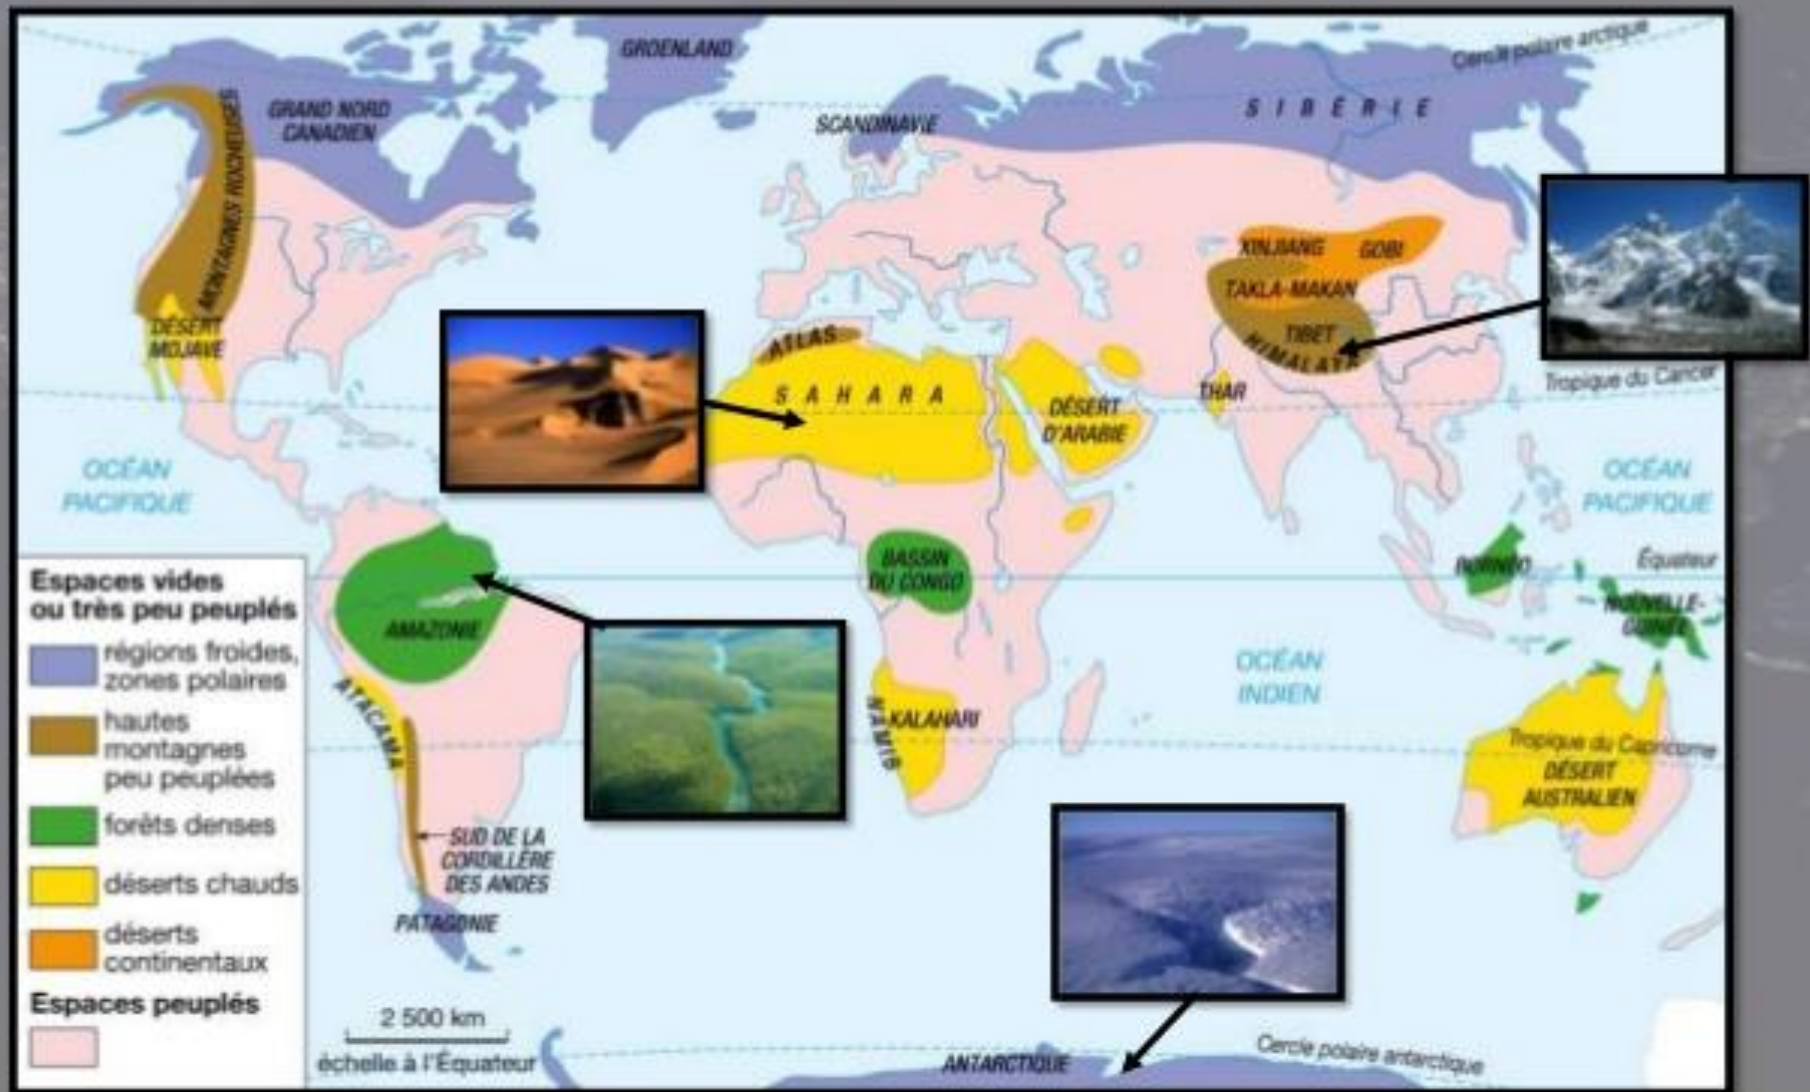 GROENLAND
Cercle polaire arctique
GRAND NORD
CANADIEN
SIBÉRIE
SCANDINAVIE
MONTAGNES ROCHEUSES
XINJIANG
GOBI
TAKLA-MAKAN
TIBET
HIMALAYA
DÉSERT
MOJAVE
ATLAS
SAHARA
THAR
Tropique du Cancer
DÉSERT
D'ARABIE
OCÉAN
PACIFIQUE
OCÉAN
PACIFIQUE
BASSIN
DU CONGO
Équateur
BORNÉO
NOUVELLE-
GUINÉE
AMAZONIE
OCÉAN
INDIEN
ATACAMA
NAMIB
KALAHARI
Tropique du Capricorne
DÉSERT
AUSTRALIEN
SUD DE LA
CORDILLÈRE
DES ANDES
PATAGONIE
ANTARCTIQUE
Cercle polaire antarctique
Espaces vides
ou très peu peuplés
régions froides,
zones polaires
hautes
montagnes
peu peuplées
forêts denses
déserts chauds
déserts
continentaux
Espaces peuplés
2 500 km
échelle à l'Équateur